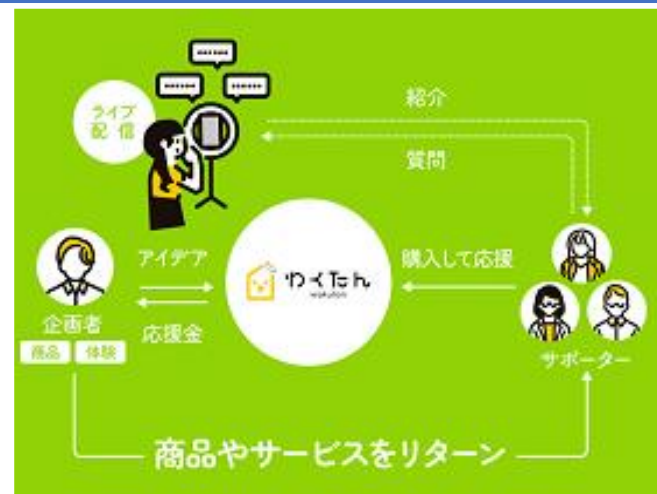 ライブ
配信
紹介
質問
アイデア
わくたん
wakutan
購入して応援
応援金
企画者
商品
体験
サポーター
商品やサービスをリターン